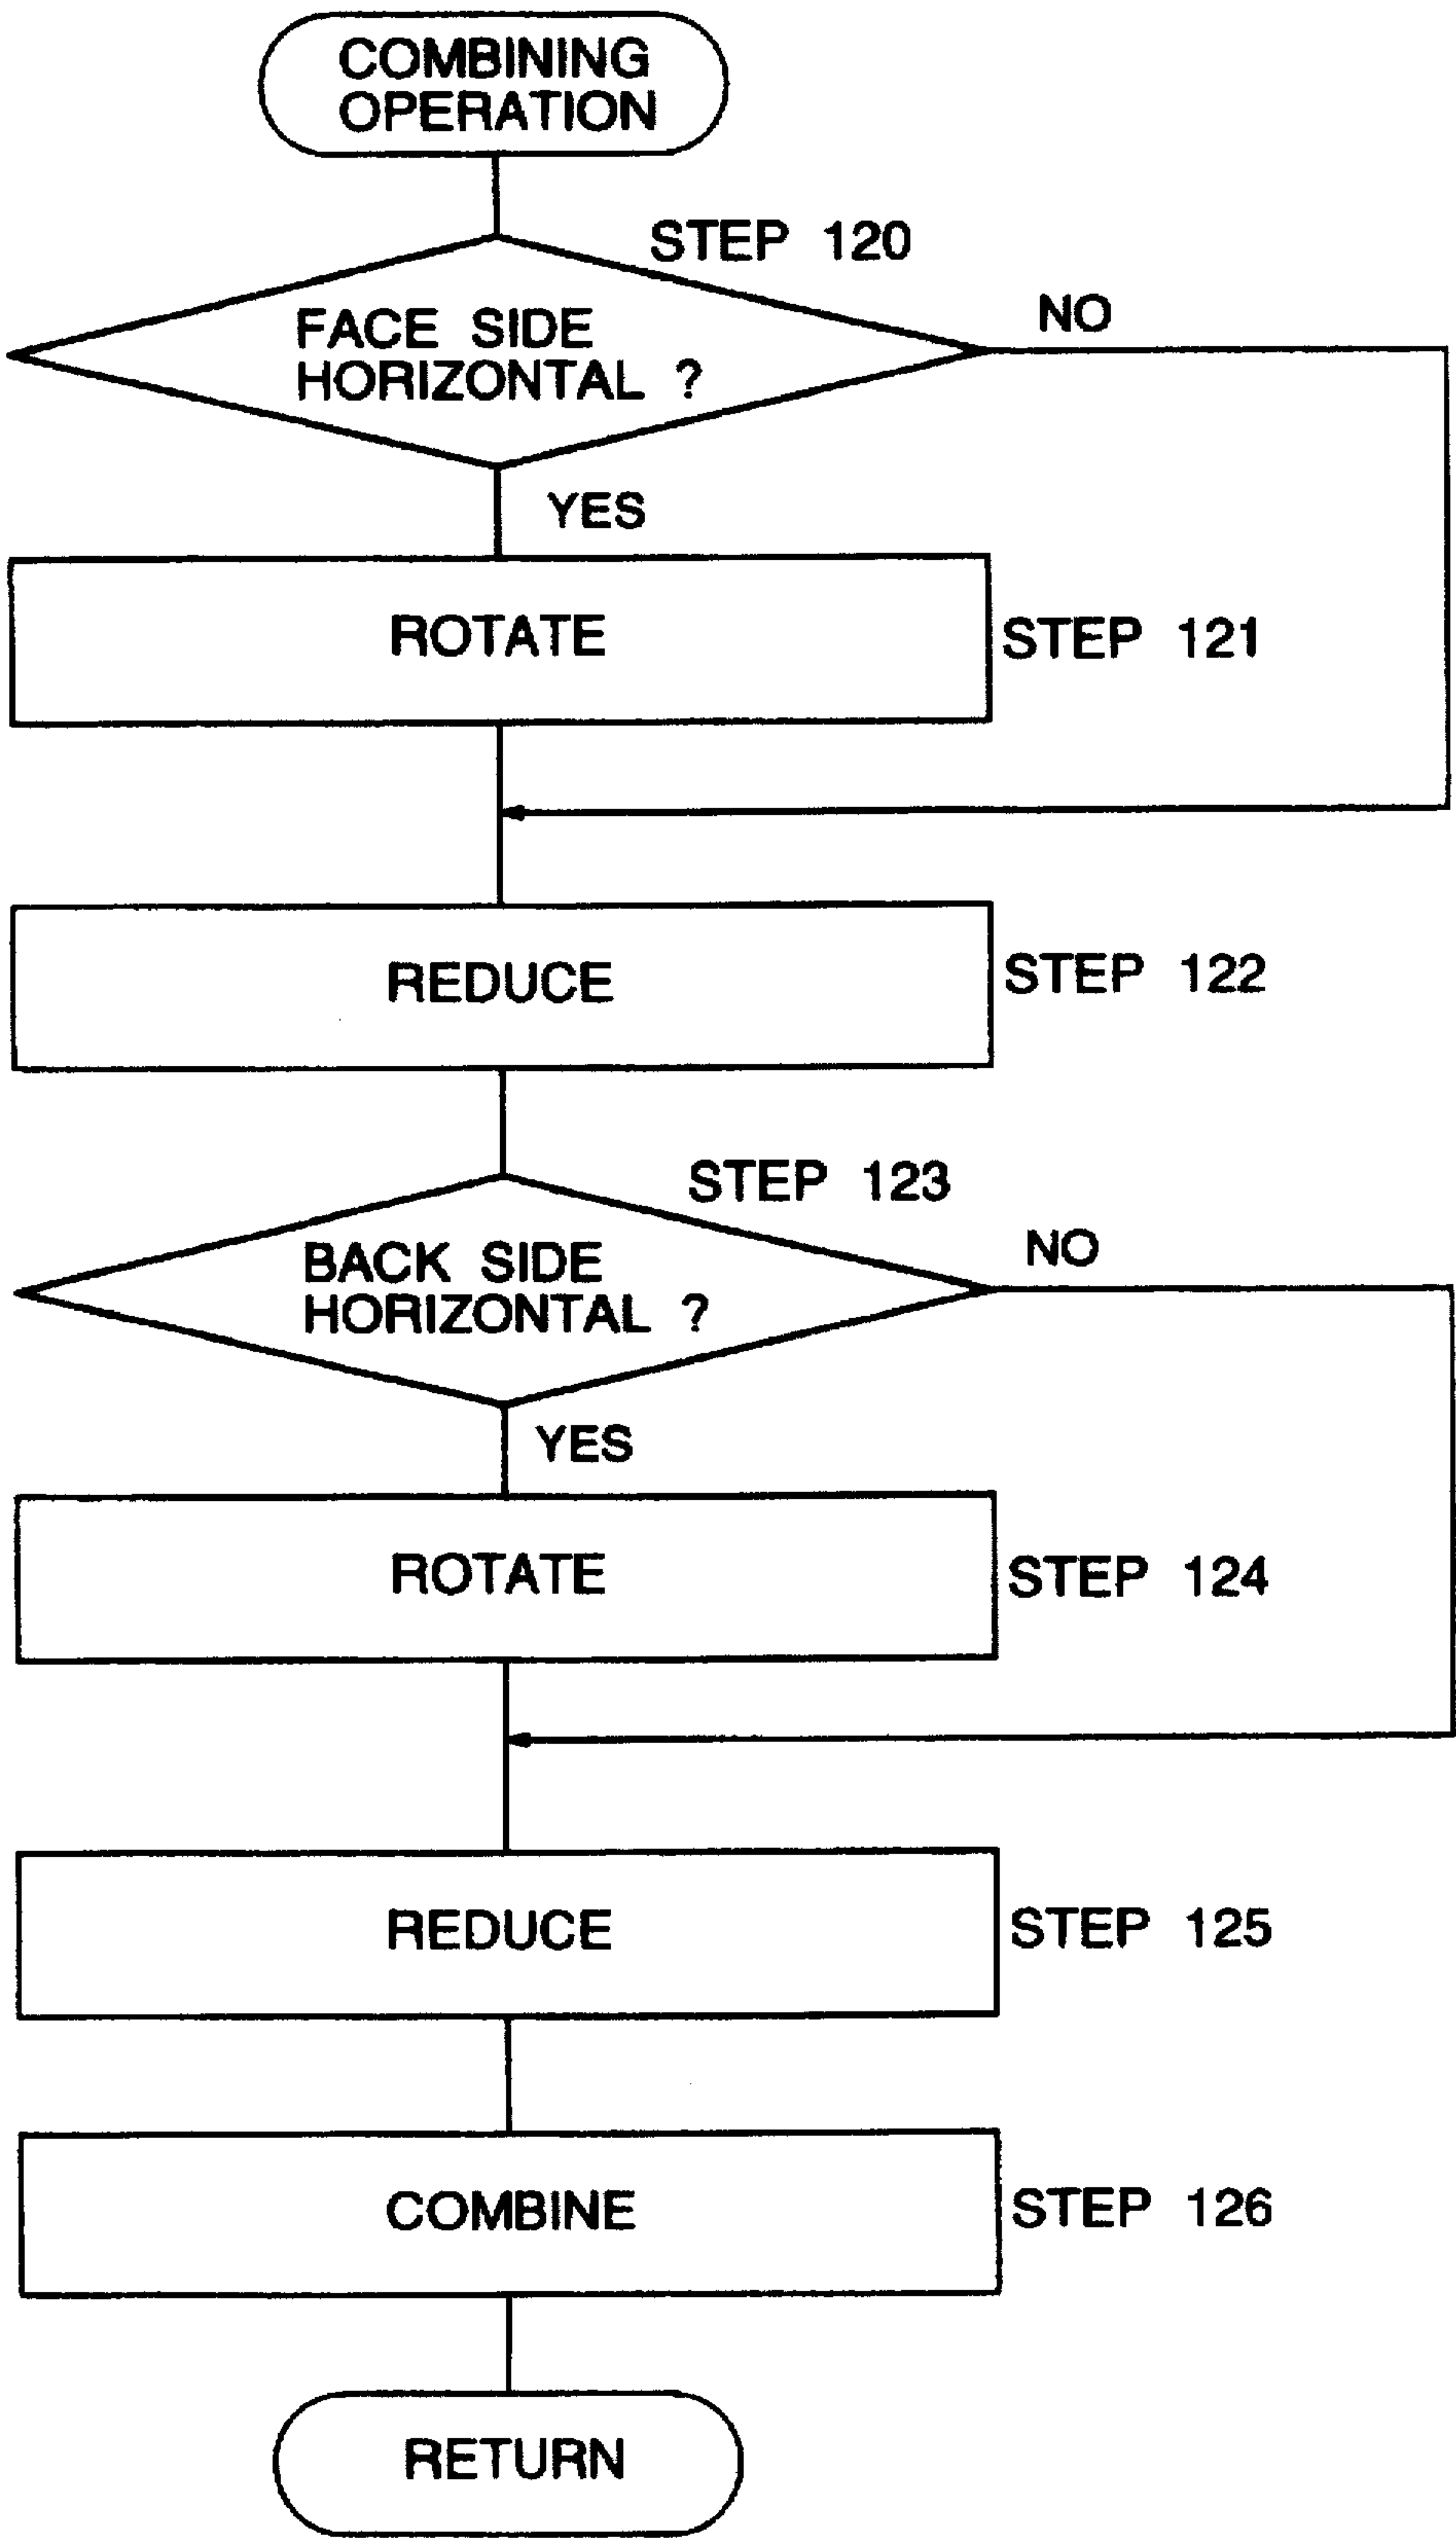 COMBINING
OPERATION
STEP 120
FACE SIDE
HORIZONTAL ?
NO
YES
ROTATE
STEP 121
REDUCE
STEP 122
STEP 123
BACK SIDE
HORIZONTAL ?
NO
YES
ROTATE
STEP 124
REDUCE
STEP 125
COMBINE
STEP 126
RETURN